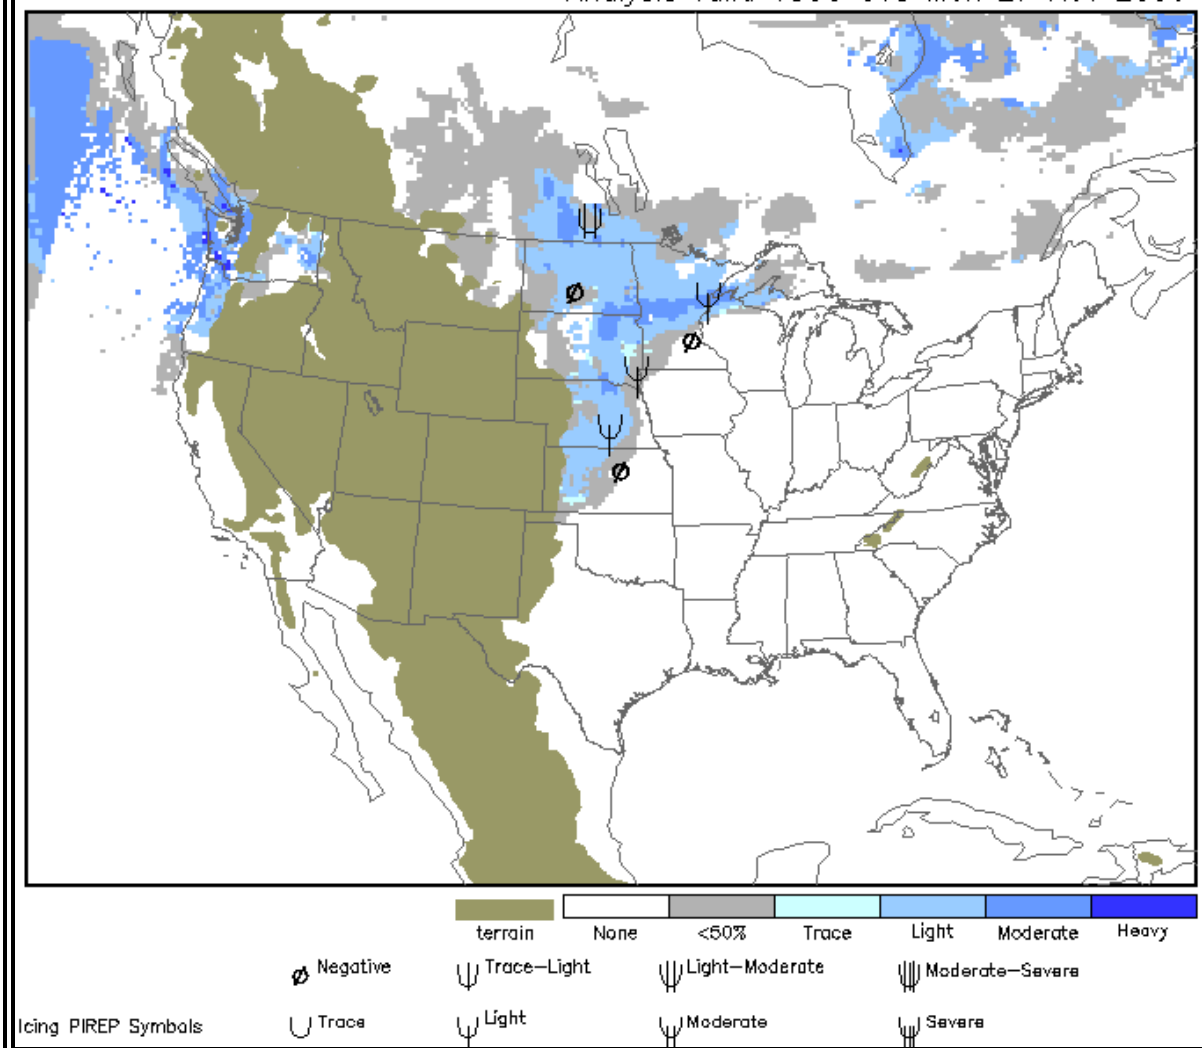 terrain None <50% Trace Light Moderate Heavy
Negative Trace-Light Light-Moderate Moderate-Severe
Icing PIREP Symbols Trace Light Moderate Severe